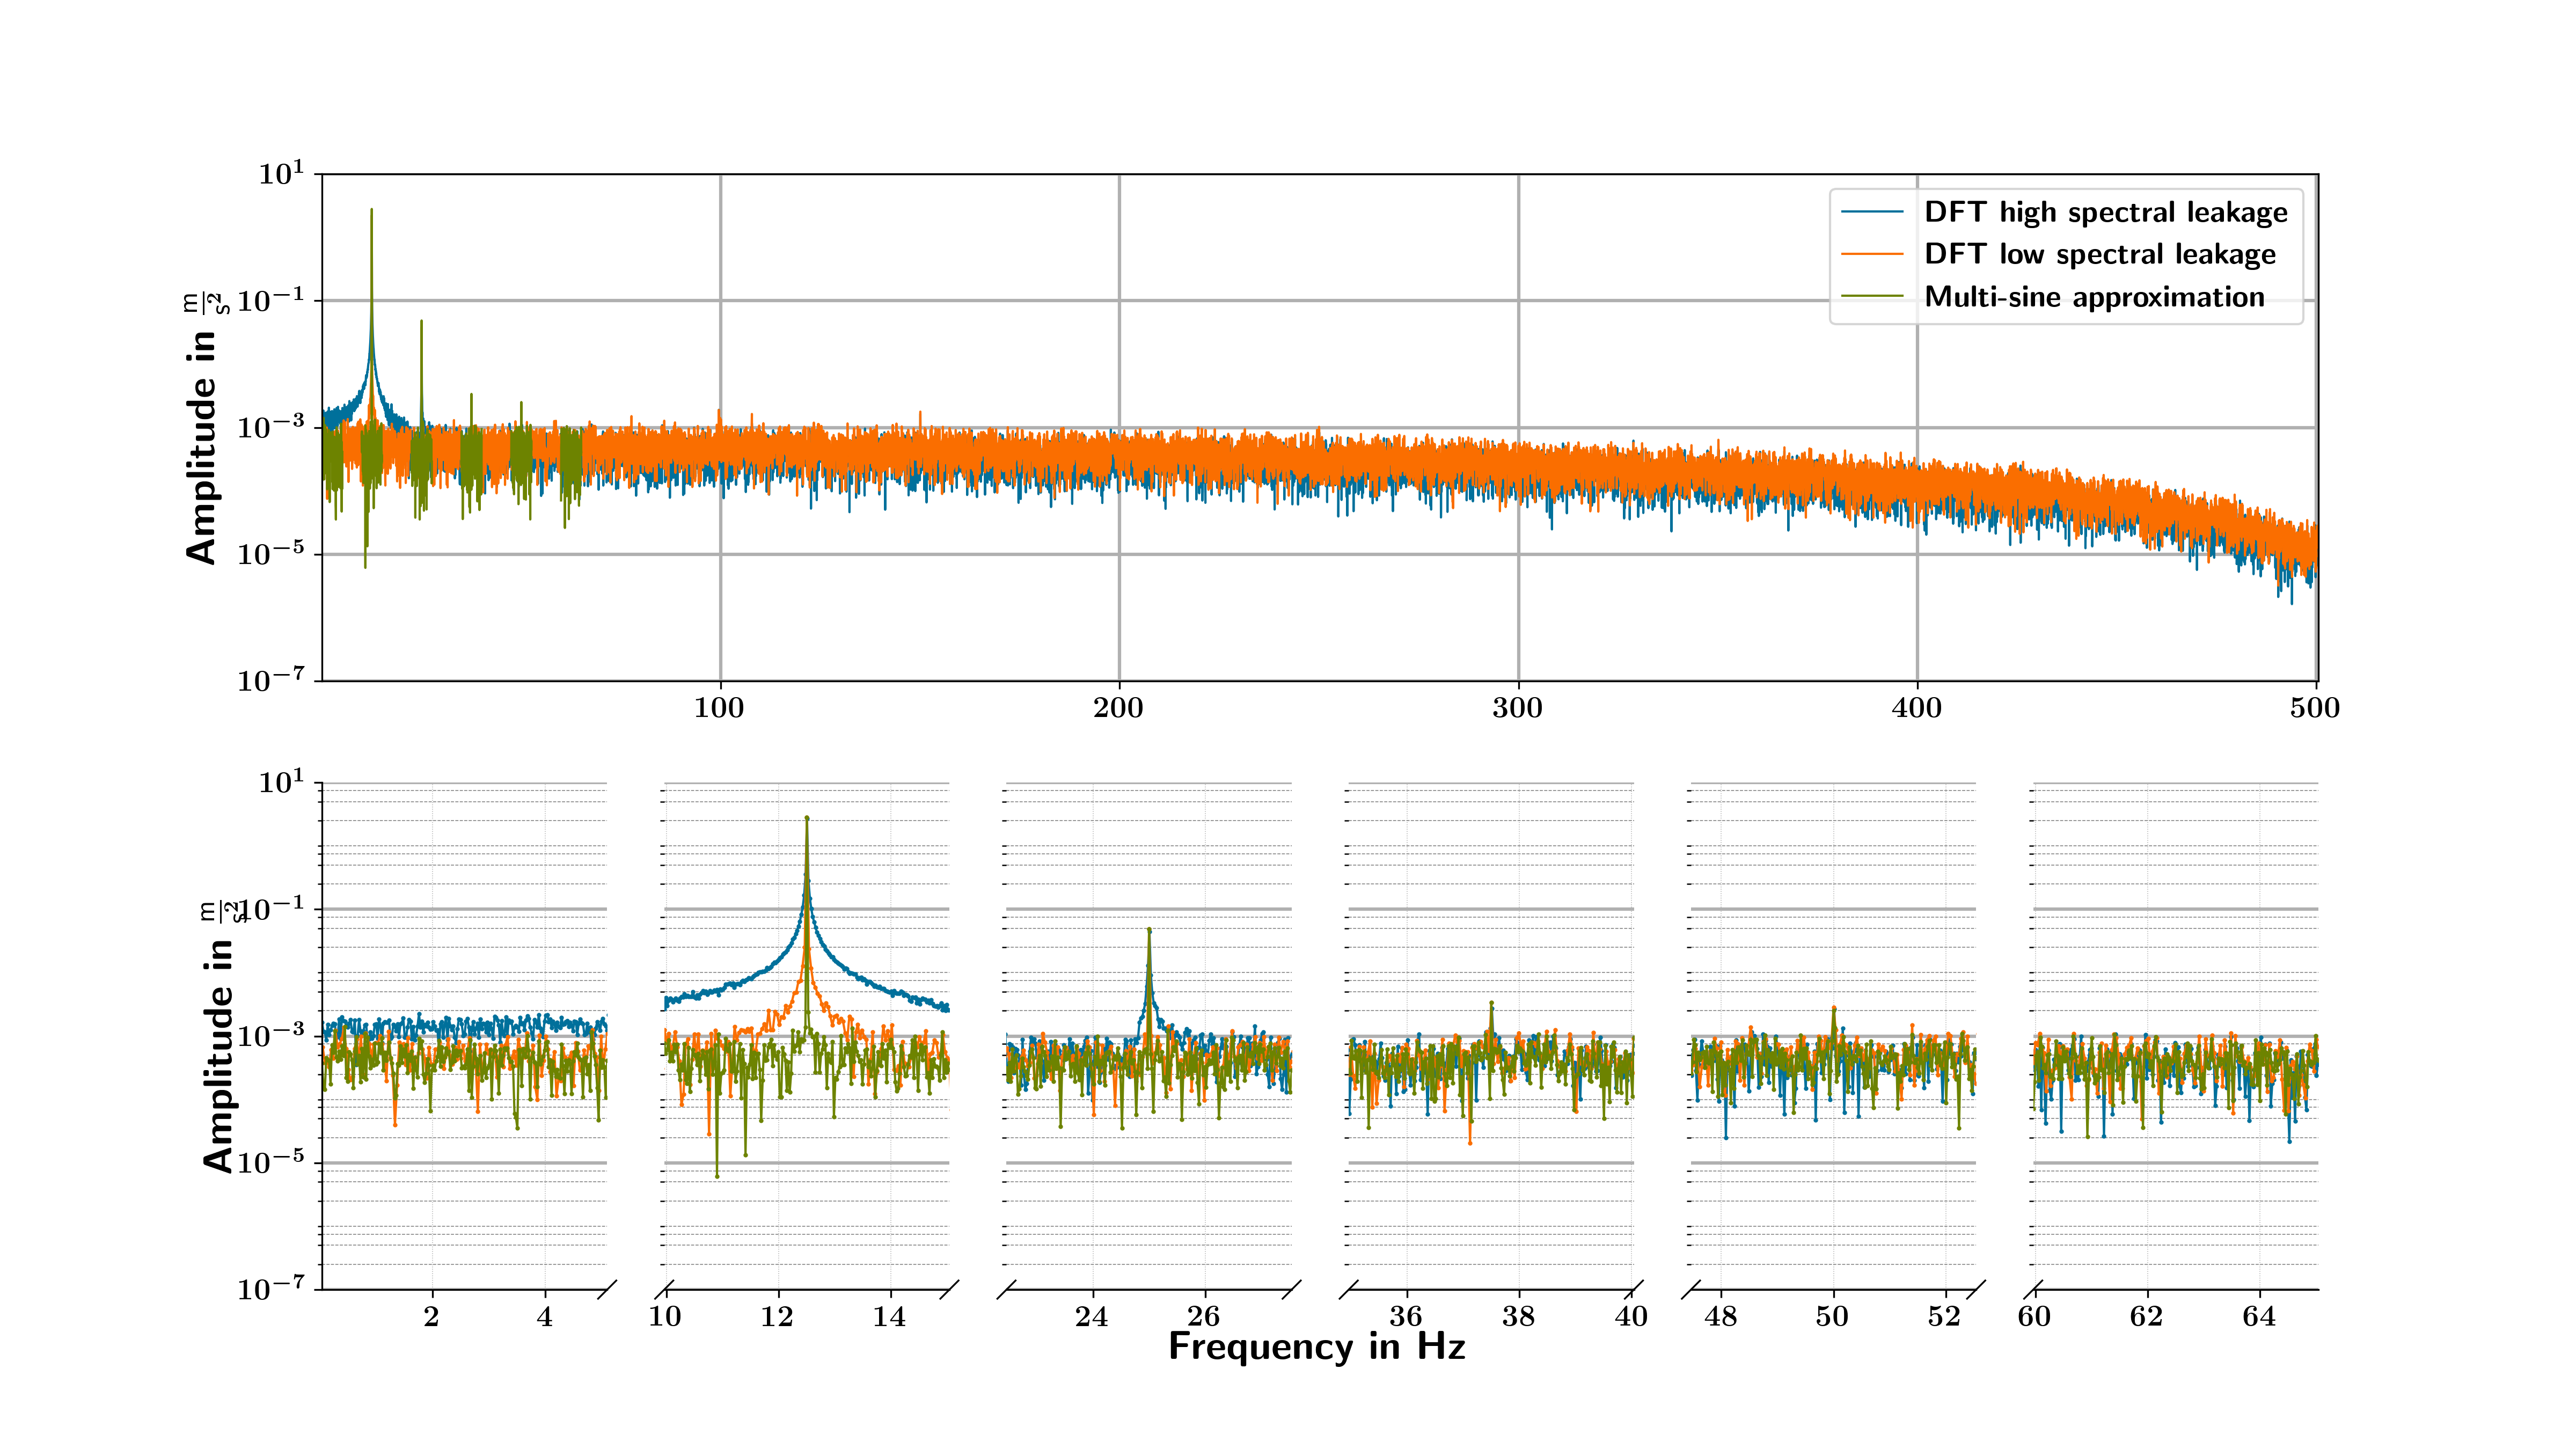 10^1
10^−1
10^−3
10^−5
10^−7
Amplitude in m/s^2
DFT high spectral leakage
DFT low spectral leakage
Multi-sine approximation
100 200 300 400 500
10^1
10^−1
10^−3
10^−5
10^−7
Amplitude in m/s^2
2 4 10 12 14 24 26 36 38 40 48 50 52 60 62 64
Frequency in Hz